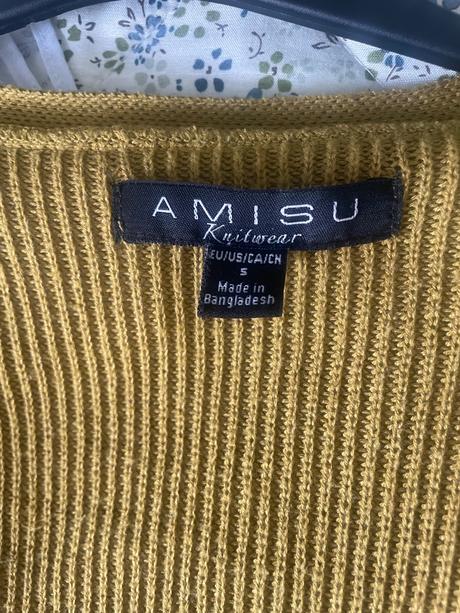 AMISU
Knitwear
EU/US/CA/CH
S
Made in
Bangladesh